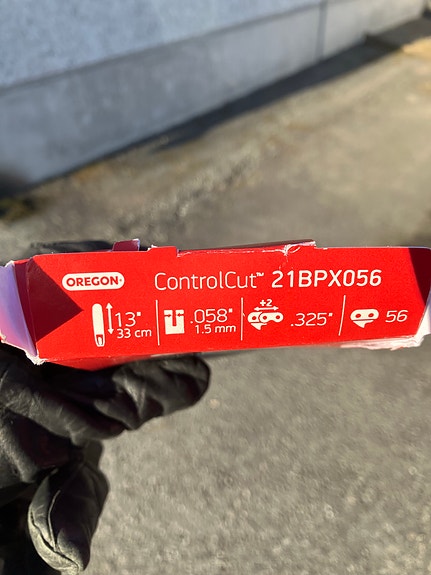 OREGON
ControlCut™ 21BPX056
13"
33 cm
.058"
1.5 mm
+2
.325"
56